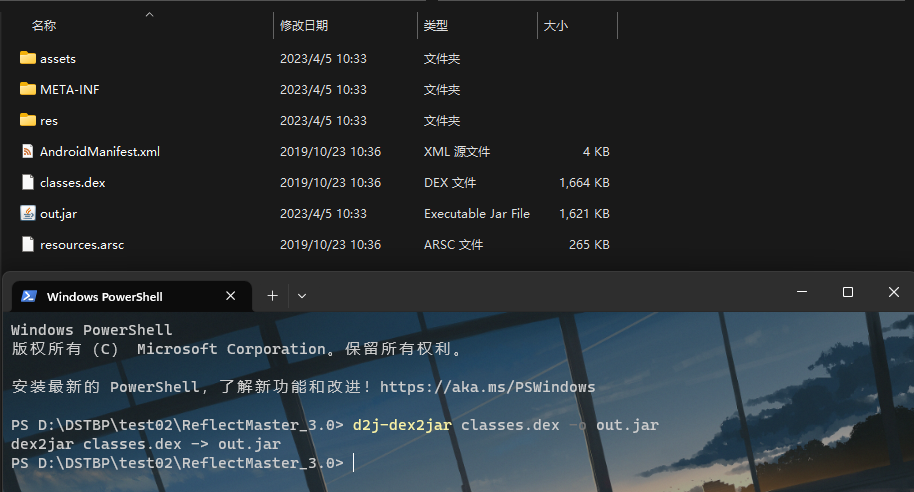 名称 修改日期 类型 大小
assets 2023/4/5 10:33 文件夹
META-INF 2023/4/5 10:33 文件夹
res 2023/4/5 10:33 文件夹
AndroidManifest.xml 2019/10/23 10:36 XML 源文件 4 KB
classes.dex 2019/10/23 10:36 DEX 文件 1,664 KB
out.jar 2023/4/5 10:33 Executable Jar File 1,621 KB
resources.arsc 2019/10/23 10:36 ARSC 文件 265 KB
Windows PowerShell
Windows PowerShell
版权所有 (C) Microsoft Corporation。保留所有权利。
安装最新的 PowerShell，了解新功能和改进！https://aka.ms/PSWindows
PS D:\DSTBP\test02\ReflectMaster_3.0> d2j-dex2jar classes.dex -o out.jar
dex2jar classes.dex -> out.jar
PS D:\DSTBP\test02\ReflectMaster_3.0>